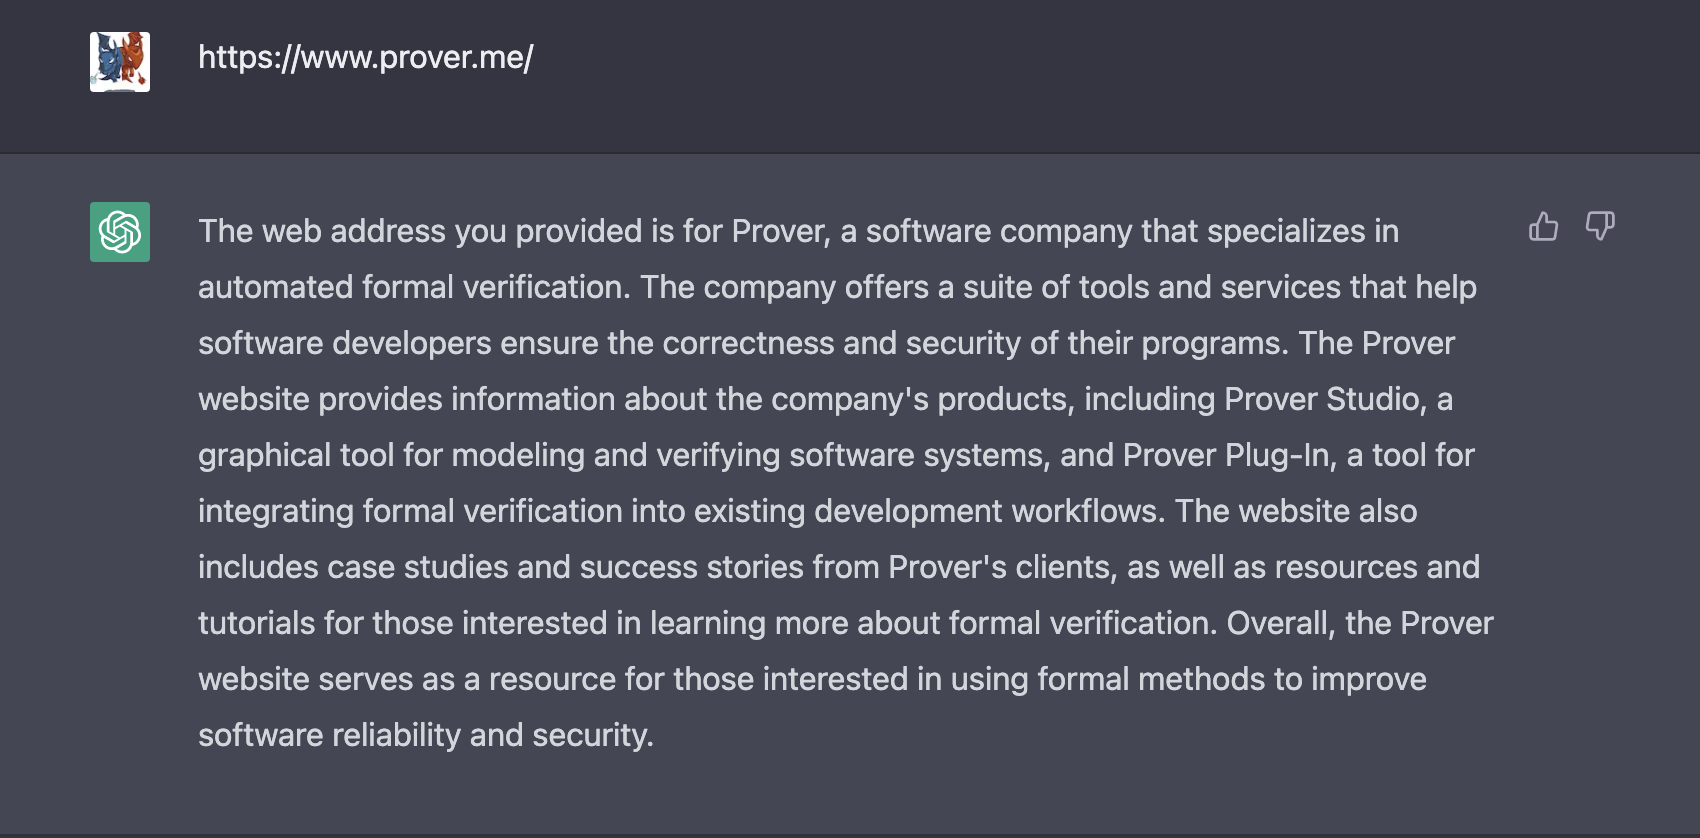 https://www.prover.me/
The web address you provided is for Prover, a software company that specializes in
automated formal verification. The company offers a suite of tools and services that help
software developers ensure the correctness and security of their programs. The Prover
website provides information about the company's products, including Prover Studio, a
graphical tool for modeling and verifying software systems, and Prover Plug-In, a tool for
integrating formal verification into existing development workflows. The website also
includes case studies and success stories from Prover's clients, as well as resources and
tutorials for those interested in learning more about formal verification. Overall, the Prover
website serves as a resource for those interested in using formal methods to improve
software reliability and security.